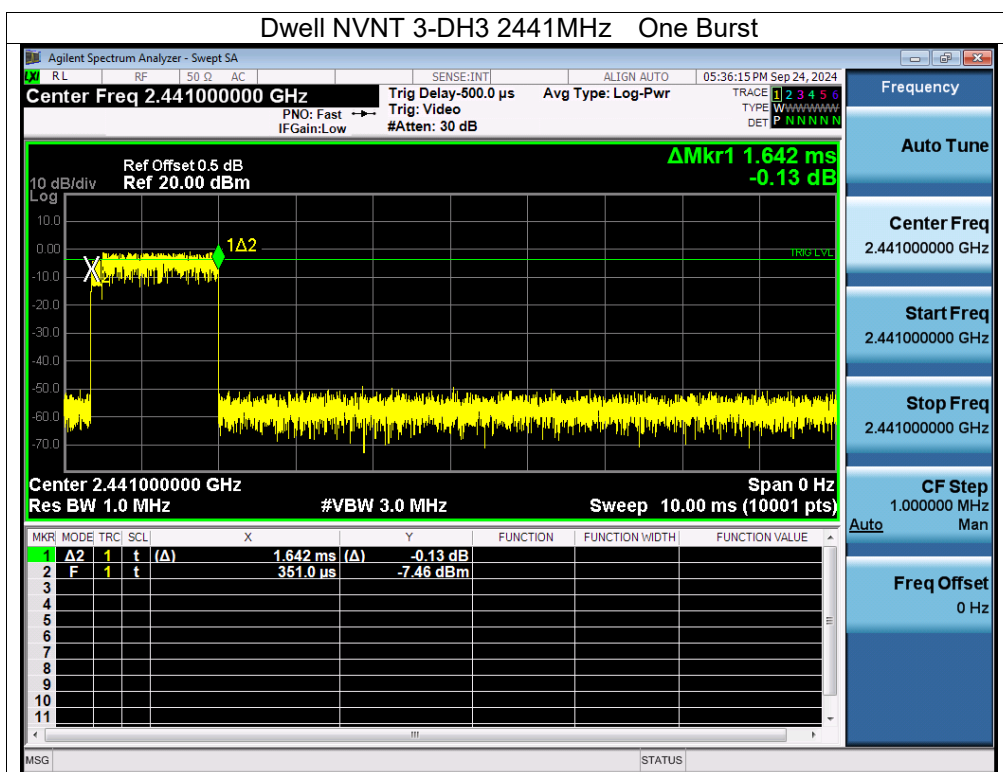 Dwell NVNT 3-DH3 2441MHz One Burst
Agilent Spectrum Analyzer - Swept SA
LXI RL RF 50 Ω AC SENSE:INT ALIGN AUTO 05:36:15 PM Sep 24, 2024
Center Freq 2.441000000 GHz
PNO: Fast
IFGain:Low
Trig Delay-500.0 µs
Trig: Video
#Atten: 30 dB
Avg Type: Log-Pwr
TRACE 1 2 3 4 5 6
TYPE WWWWWW
DET P N N N N N
ΔMkr1 1.642 ms
-0.13 dB
Ref Offset 0.5 dB
10 dB/div Ref 20.00 dBm
Log
10.0
0.00
-10.0
-20.0
-30.0
-40.0
-50.0
-60.0
-70.0
1Δ2
2
TRIG LVL
Center 2.441000000 GHz Span 0 Hz
Res BW 1.0 MHz #VBW 3.0 MHz Sweep 10.00 ms (10001 pts)
MKR MODE TRC SCL X Y FUNCTION FUNCTION WIDTH FUNCTION VALUE
1 Δ2 1 t (Δ) 1.642 ms (Δ) -0.13 dB
2 F 1 t 351.0 µs -7.46 dBm
3
4
5
6
7
8
9
10
11
MSG STATUS
Frequency
Auto Tune
Center Freq
2.441000000 GHz
Start Freq
2.441000000 GHz
Stop Freq
2.441000000 GHz
CF Step
1.000000 MHz
Auto Man
Freq Offset
0 Hz